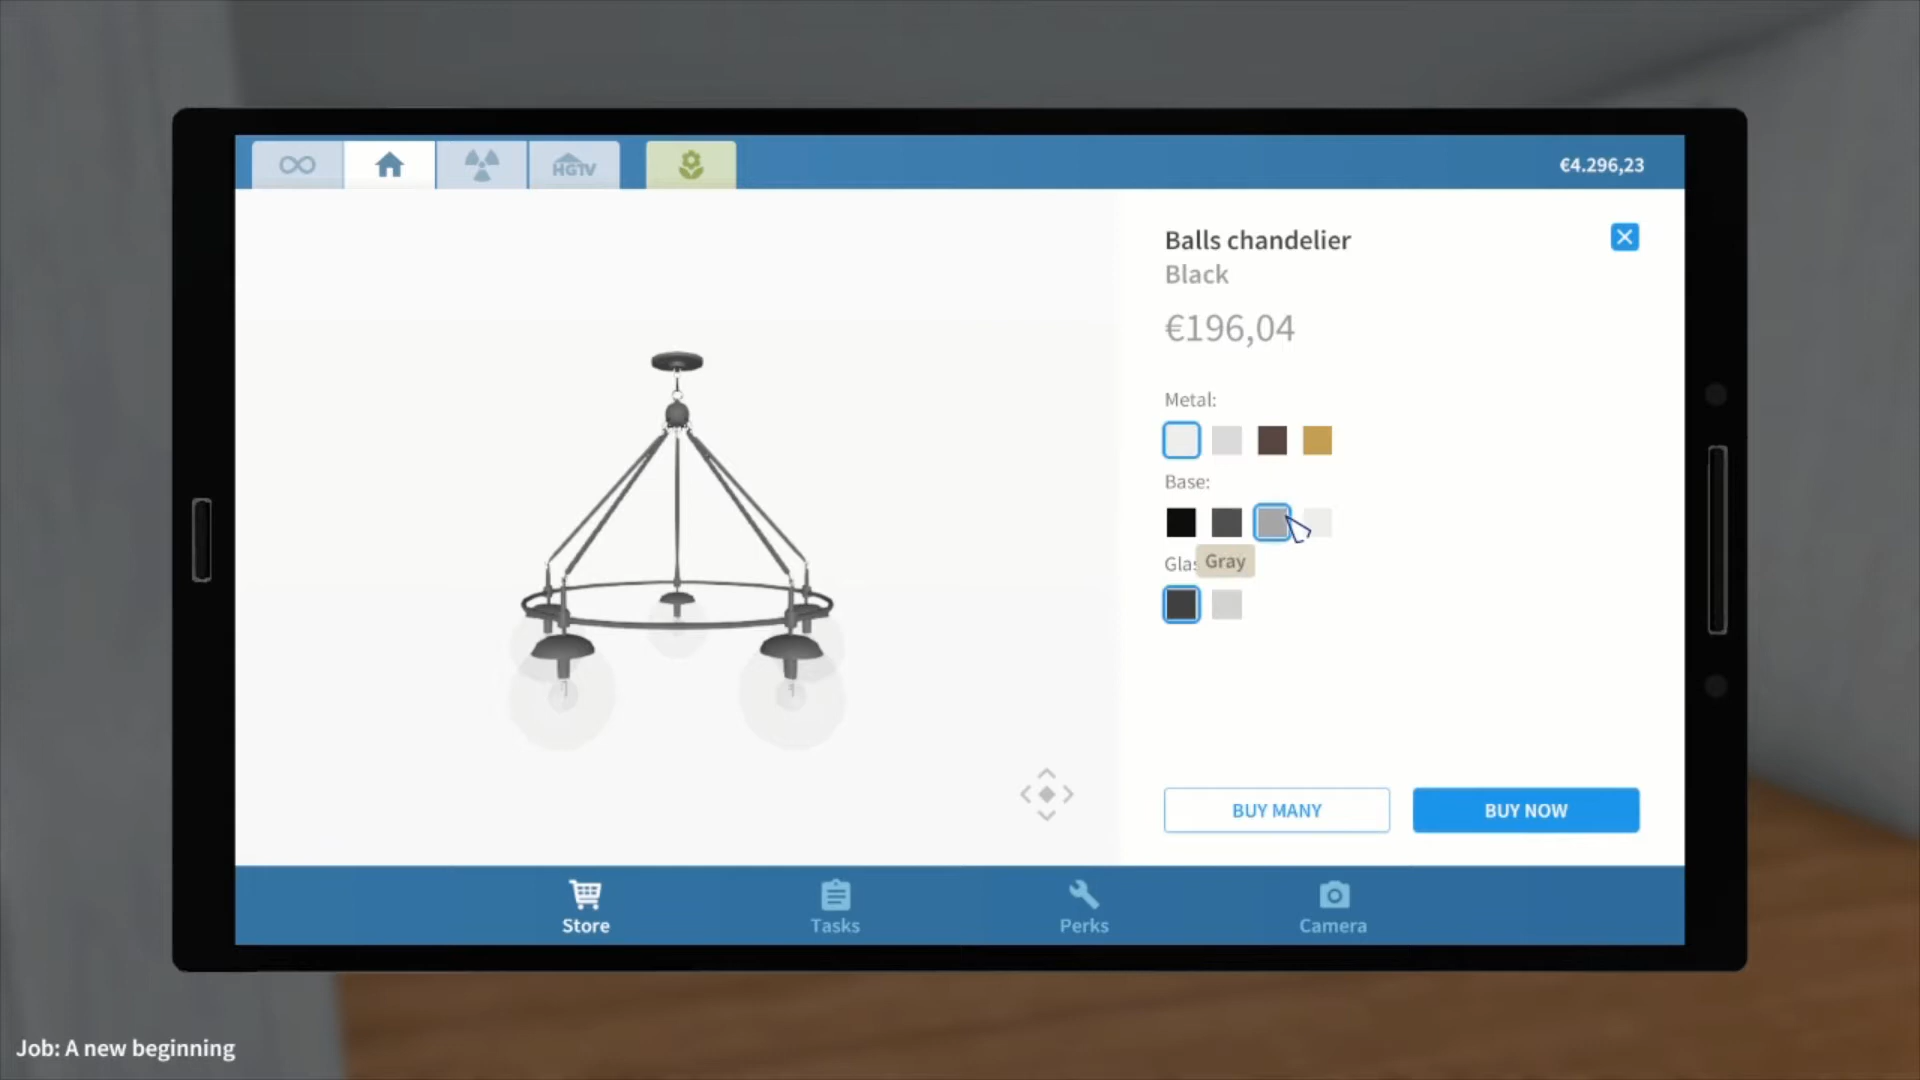 HGTV
€4.296,23
Balls chandelier
Black
€196,04
Metal:
Base:
Gray
Glas
BUY MANY
BUY NOW
Store
Tasks
Perks
Camera
Job: A new beginning